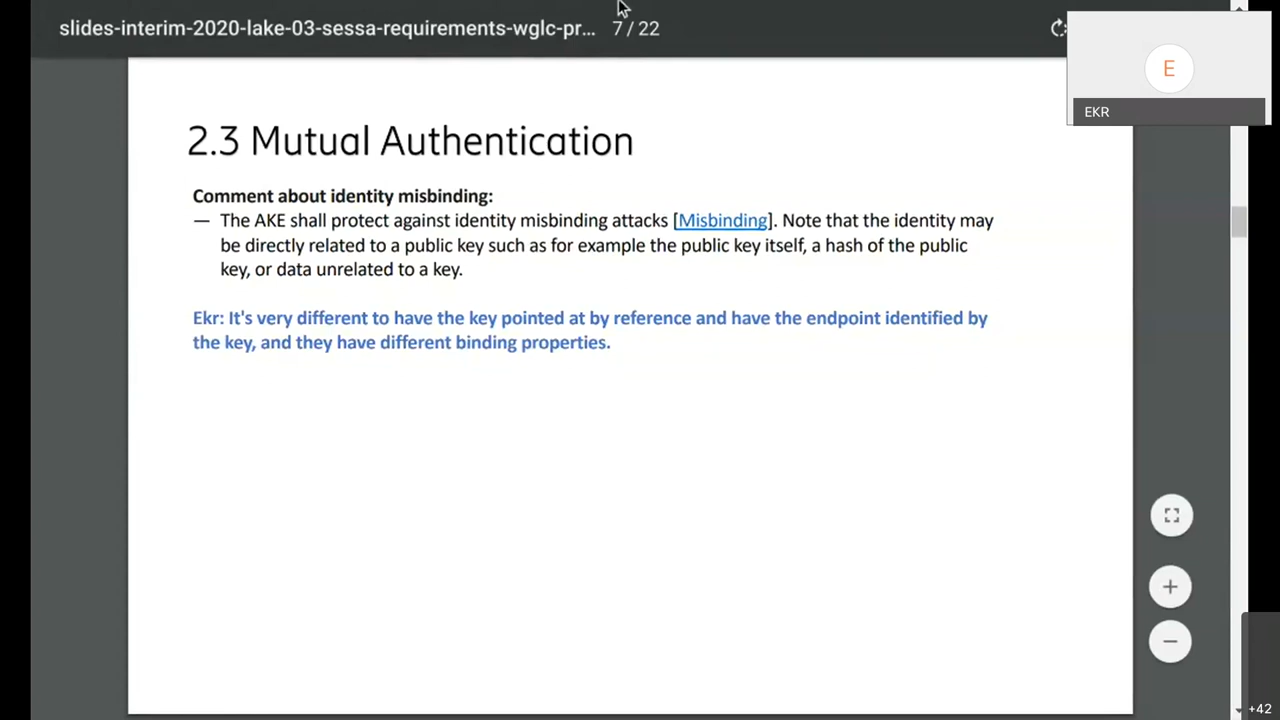 slides-interim-2020-lake-03-sessa-requirements-wglc-pr... 7 / 22
E
EKR
2.3 Mutual Authentication
Comment about identity misbinding:
— The AKE shall protect against identity misbinding attacks [Misbinding]. Note that the identity may
be directly related to a public key such as for example the public key itself, a hash of the public
key, or data unrelated to a key.
Ekr: It's very different to have the key pointed at by reference and have the endpoint identified by
the key, and they have different binding properties.
+42